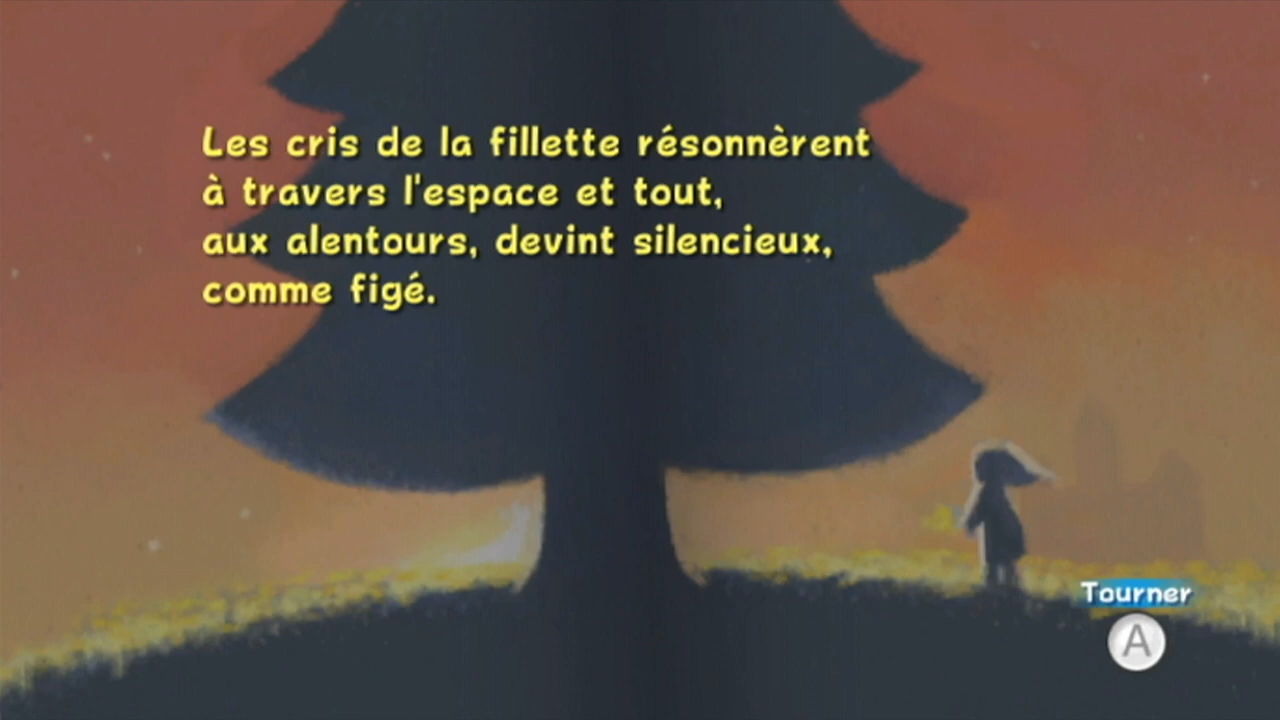 Les cris de la fillette résonnèrent
à travers l'espace et tout,
aux alentours, devint silencieux,
comme figé.
Tourner
A